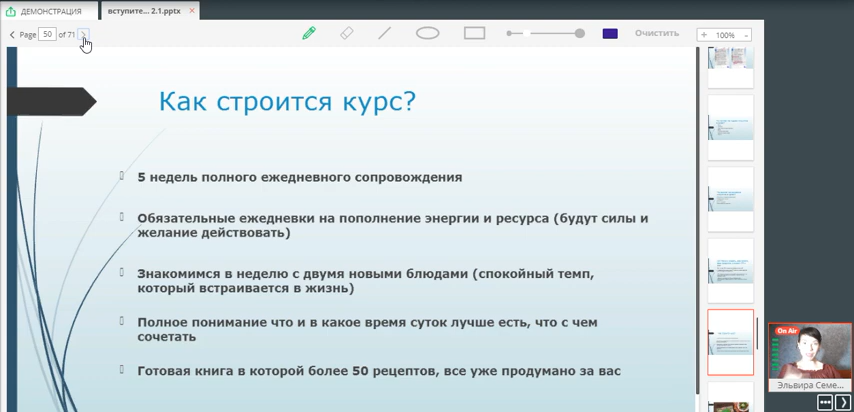 ДЕМОНСТРАЦИЯ
вступите... 2.1.pptx
Page 50 of 71
Очистить
100%
Как строится курс?
5 недель полного ежедневного сопровождения
Обязательные ежедневки на пополнение энергии и ресурса (будут силы и
желание действовать)
Знакомимся в неделю с двумя новыми блюдами (спокойный темп,
который встраивается в жизнь)
Полное понимание что и в какое время суток лучше есть, что с чем
сочетать
Готовая книга в которой более 50 рецептов, все уже продумано за вас
On Air
Эльвира Семе...